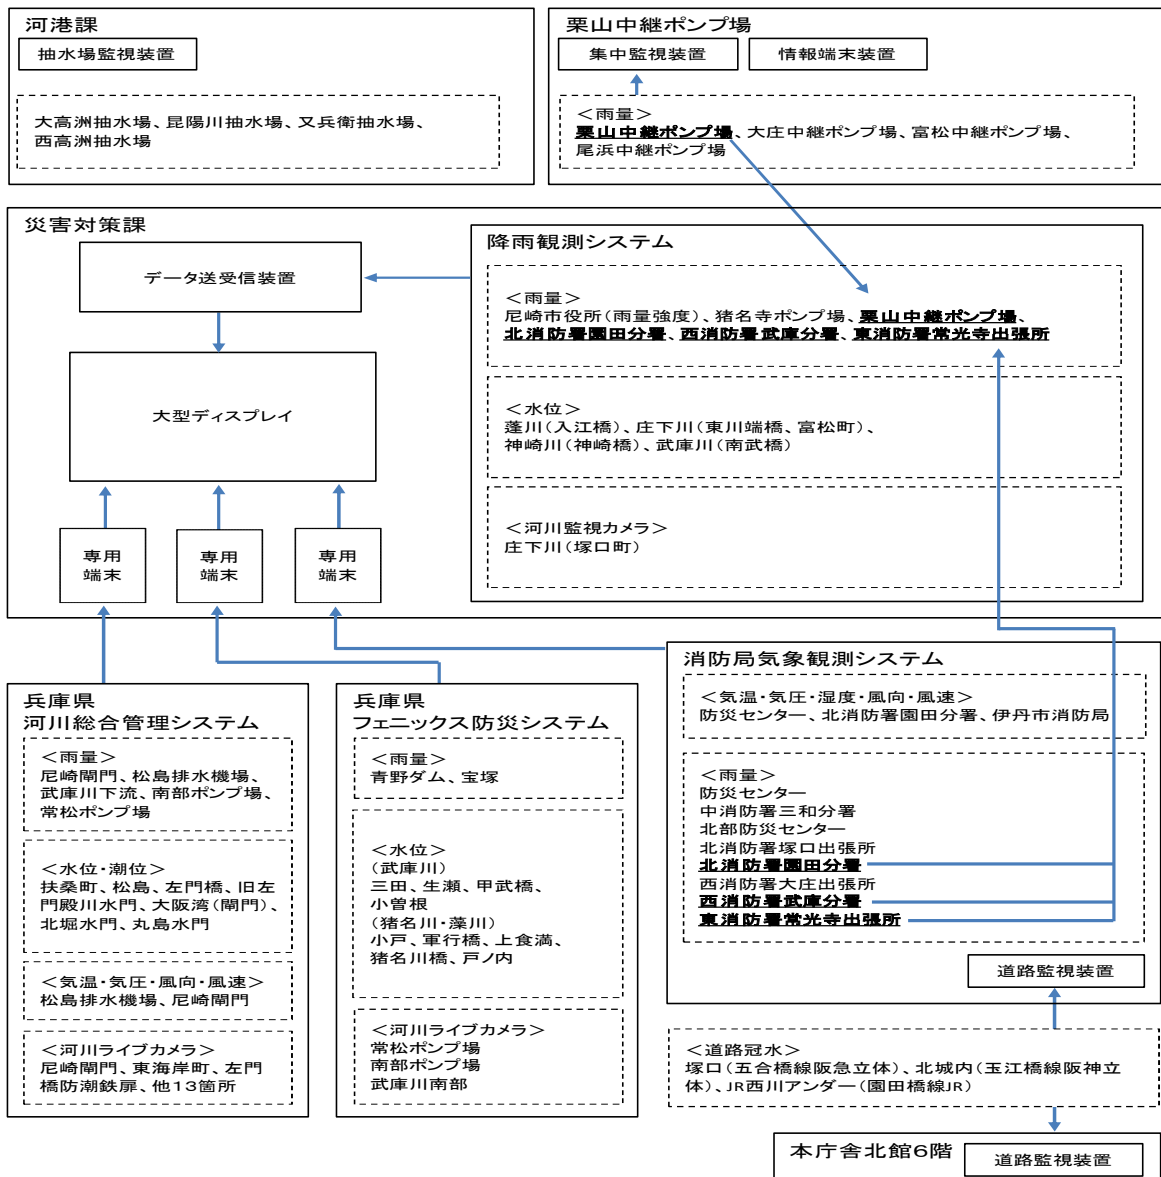 河港課
抽水場監視装置
大高洲抽水場、昆陽川抽水場、又兵衛抽水場、
西高洲抽水場
栗山中継ポンプ場
集中監視装置
情報端末装置
＜雨量＞
栗山中継ポンプ場、大庄中継ポンプ場、富松中継ポンプ場、
尾浜中継ポンプ場
災害対策課
データ送受信装置
大型ディスプレイ
専用
端末
専用
端末
専用
端末
降雨観測システム
＜雨量＞
尼崎市役所（雨量強度）、猪名寺ポンプ場、栗山中継ポンプ場、
北消防署園田分署、西消防署武庫分署、東消防署常光寺出張所
＜水位＞
蓬川（入江橋）、庄下川（東川端橋、富松町）、
神崎川（神崎橋）、武庫川（南武橋）
＜河川監視カメラ＞
庄下川（塚口町）
兵庫県
河川総合管理システム
＜雨量＞
尼崎閘門、松島排水機場、
武庫川下流、南部ポンプ場、
常松ポンプ場
＜水位・潮位＞
扶桑町、松島、左門橋、旧左
門殿川水門、大阪湾（閘門）、
北堀水門、丸島水門
＜気温・気圧・風向・風速＞
松島排水機場、尼崎閘門
＜河川ライブカメラ＞
尼崎閘門、東海岸町、左門
橋防潮鉄扉、他13箇所
兵庫県
フェニックス防災システム
＜雨量＞
青野ダム、宝塚
＜水位＞
（武庫川）
三田、生瀬、甲武橋、
小曽根
（猪名川・藻川）
小戸、軍行橋、上食満、
猪名川橋、戸ノ内
＜河川ライブカメラ＞
常松ポンプ場
南部ポンプ場
武庫川南部
消防局気象観測システム
＜気温・気圧・湿度・風向・風速＞
防災センター、北消防署園田分署、伊丹市消防局
＜雨量＞
防災センター
中消防署三和分署
北部防災センター
北消防署塚口出張所
北消防署園田分署
西消防署大庄出張所
西消防署武庫分署
東消防署常光寺出張所
道路監視装置
＜道路冠水＞
塚口（五合橋線阪急立体）、北城内（玉江橋線阪神立
体）、JR西川アンダー（園田橋線JR）
本庁舎北館6階
道路監視装置